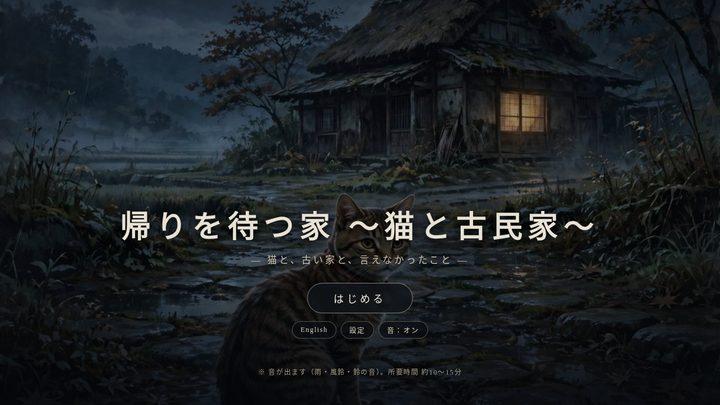 帰りを待つ家 〜猫と古民家〜
― 猫と、古い家と、言えなかったこと ―
はじめる
English 設定 音：オン
※ 音が出ます（雨・風鈴・鈴の音）。所要時間 約10〜15分